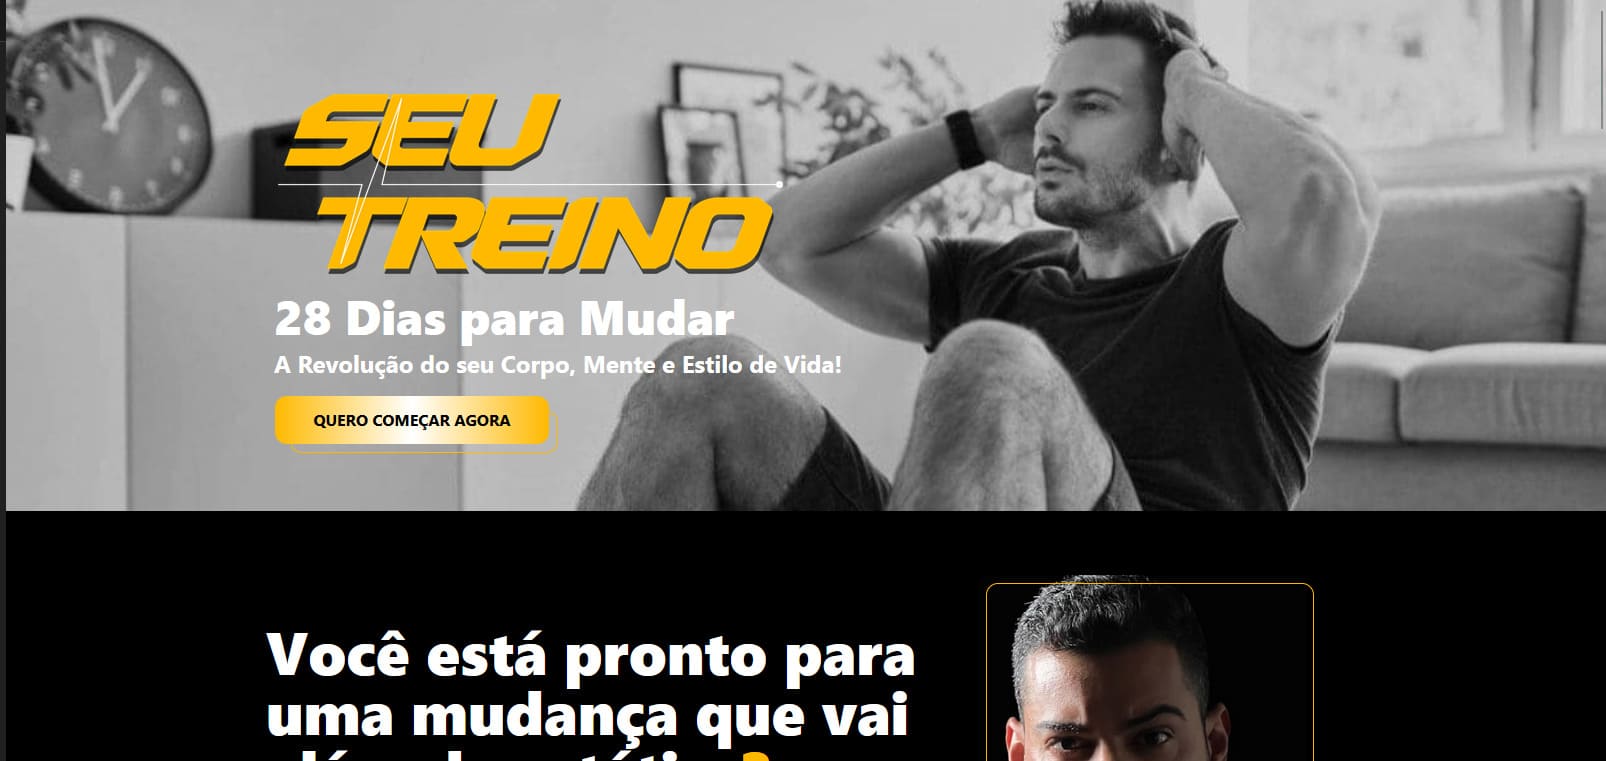 SEU
TREINO
28 Dias para Mudar
A Revolução do seu Corpo, Mente e Estilo de Vida!
QUERO COMEÇAR AGORA
Você está pronto para
uma mudança que vai